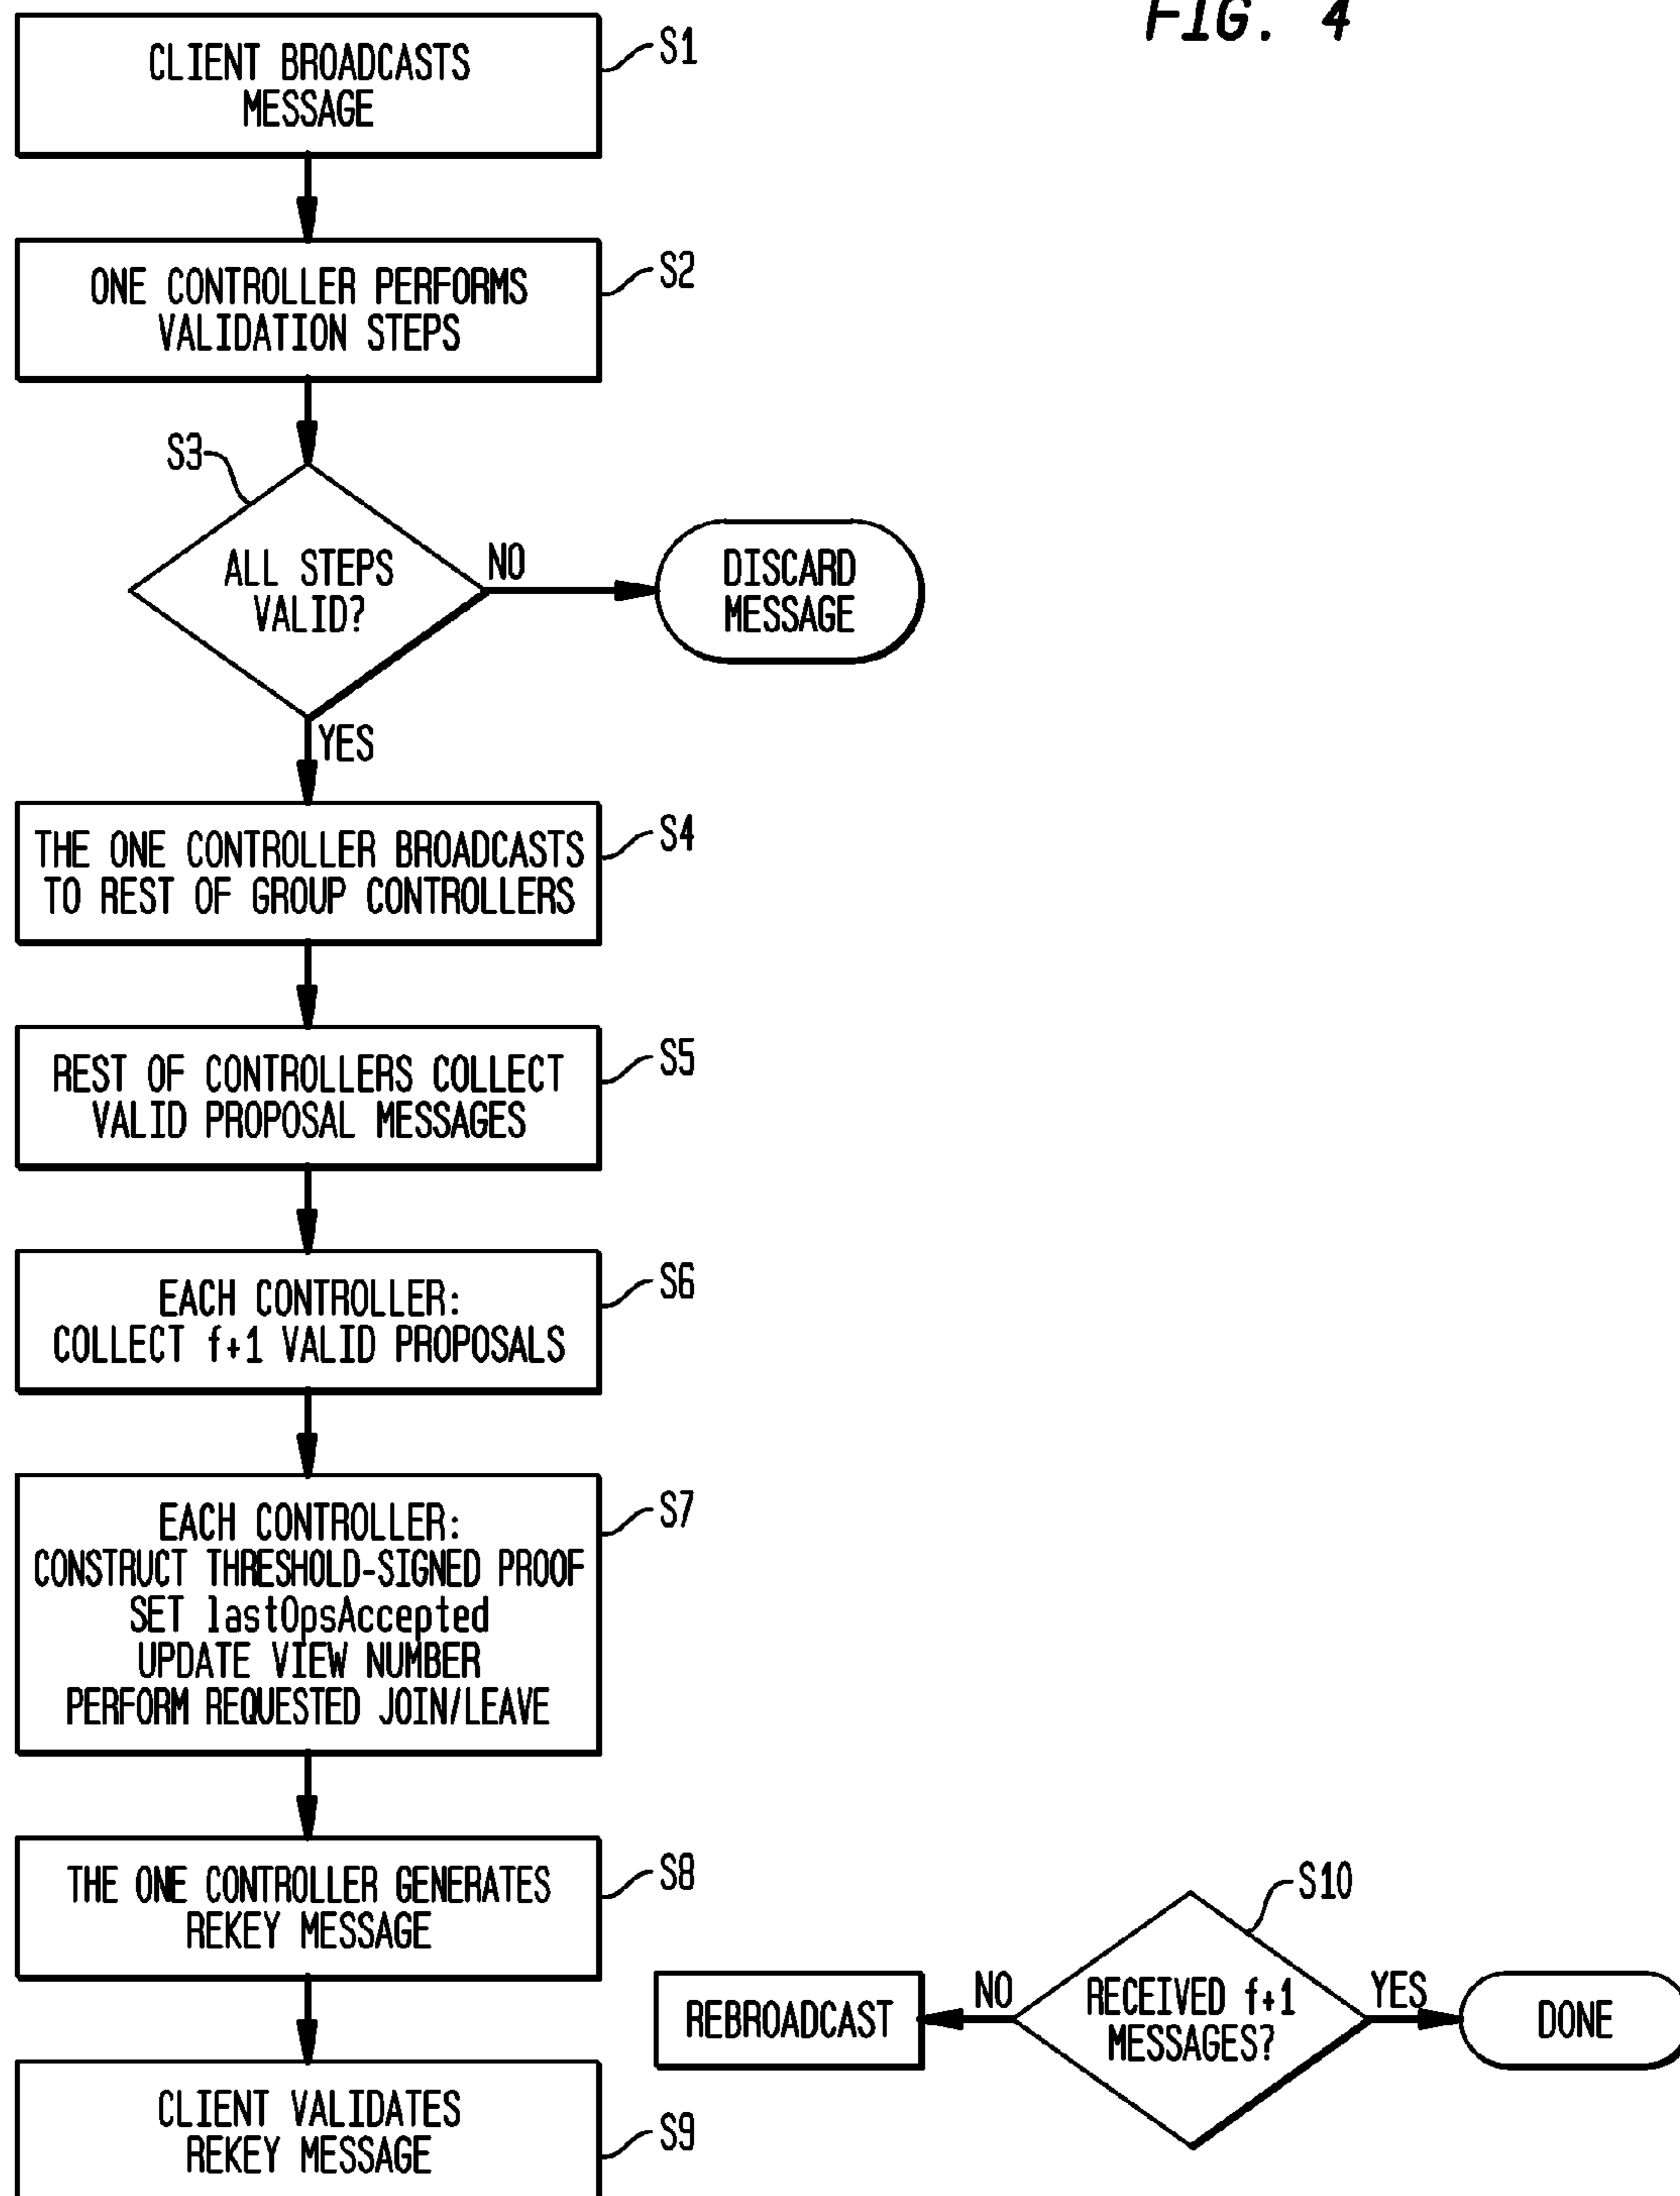 FIG. 4
CLIENT BROADCASTS
MESSAGE
S1
ONE CONTROLLER PERFORMS
VALIDATION STEPS
S2
S3
ALL STEPS
VALID?
NO
DISCARD
MESSAGE
YES
THE ONE CONTROLLER BROADCASTS
TO REST OF GROUP CONTROLLERS
S4
REST OF CONTROLLERS COLLECT
VALID PROPOSAL MESSAGES
S5
EACH CONTROLLER:
COLLECT f+1 VALID PROPOSALS
S6
EACH CONTROLLER:
CONSTRUCT THRESHOLD-SIGNED PROOF
SET lastOpsAccepted
UPDATE VIEW NUMBER
PERFORM REQUESTED JOIN/LEAVE
S7
THE ONE CONTROLLER GENERATES
REKEY MESSAGE
S8
CLIENT VALIDATES
REKEY MESSAGE
S9
S10
RECEIVED f+1
MESSAGES?
NO
REBROADCAST
YES
DONE